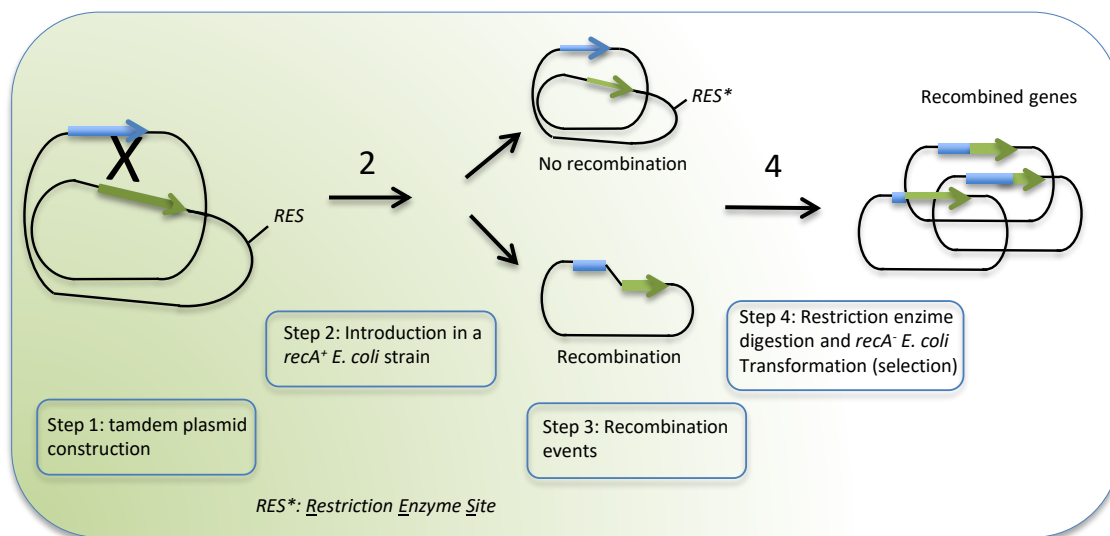 X
RES
Step 1: tamdem plasmid
construction
2
Step 2: Introduction in a
recA⁺ E. coli strain
RES*
No recombination
Recombination
Step 3: Recombination
events
4
Step 4: Restriction enzime
digestion and recA⁻ E. coli
Transformation (selection)
Recombined genes
RES*: Restriction Enzyme Site